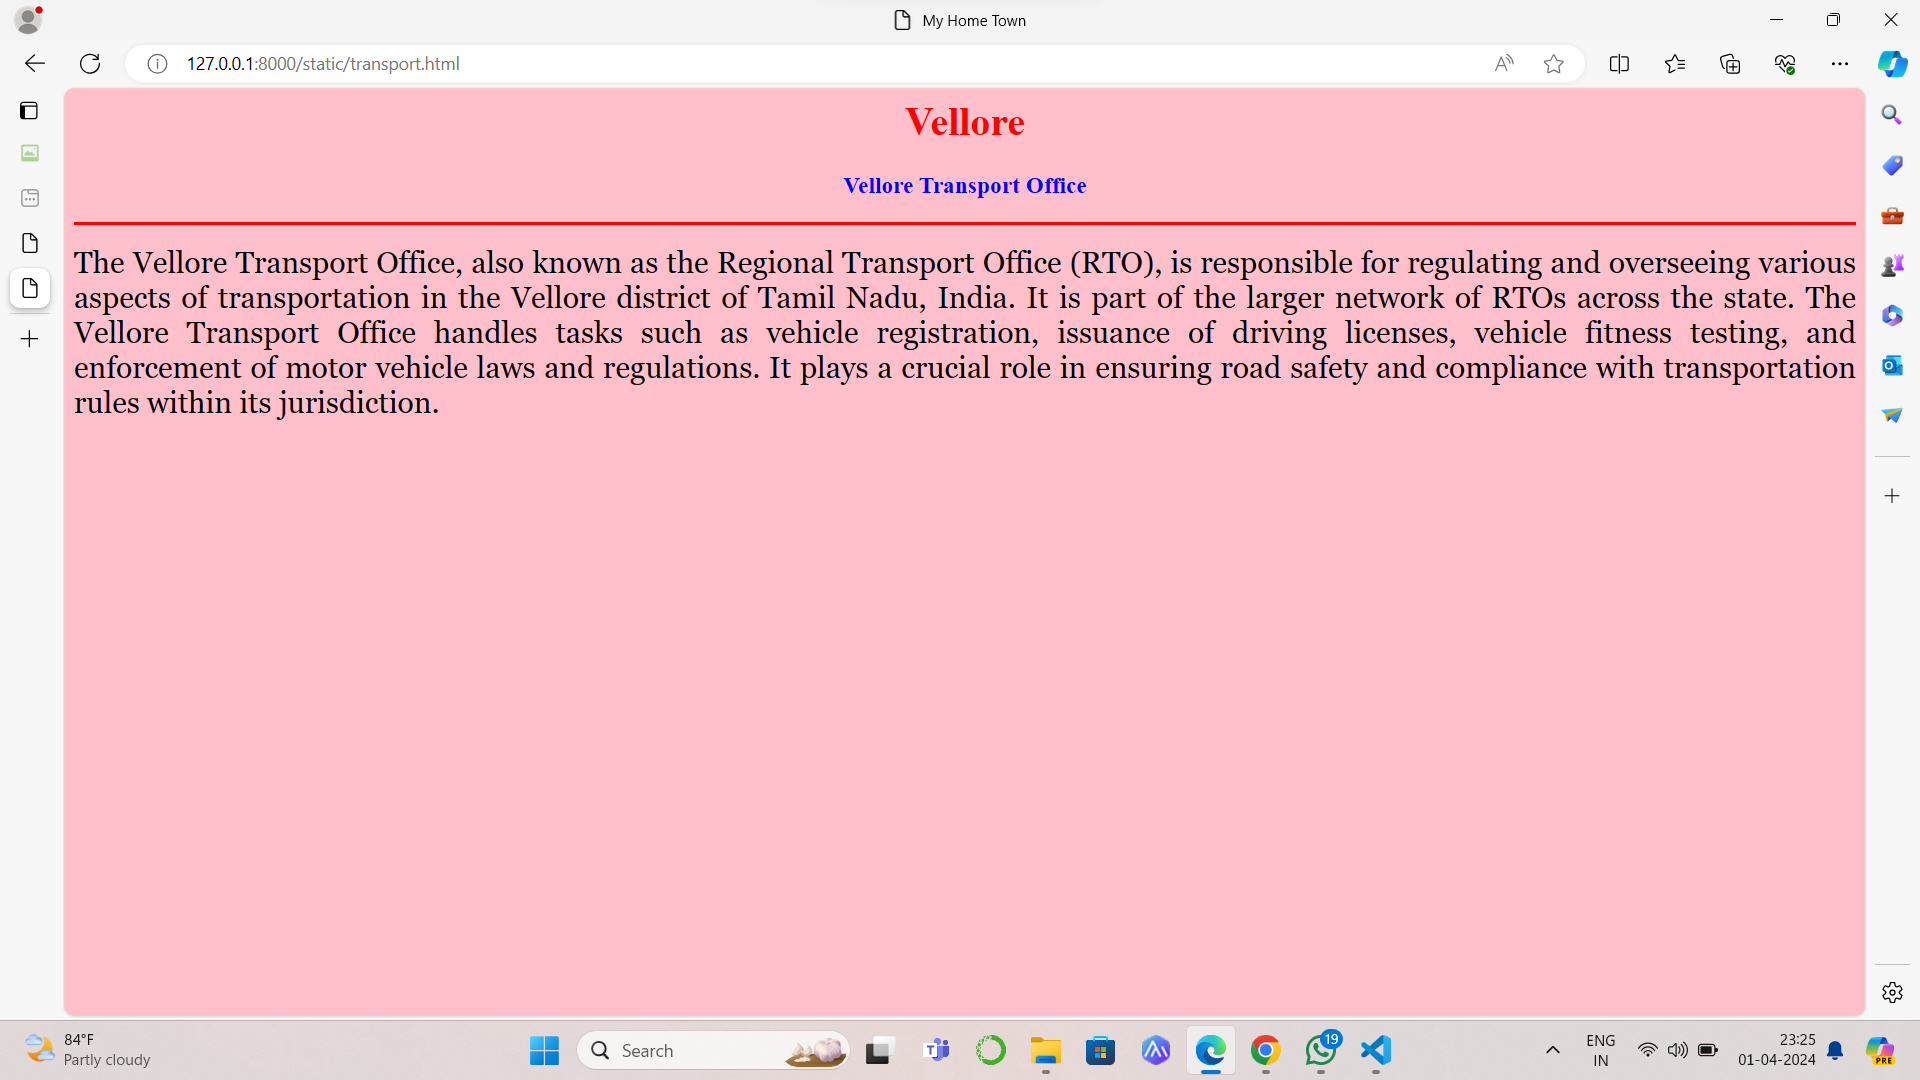 My Home Town
127.0.0.1:8000/static/transport.html
Vellore
Vellore Transport Office
The Vellore Transport Office, also known as the Regional Transport Office (RTO), is responsible for regulating and overseeing various
aspects of transportation in the Vellore district of Tamil Nadu, India. It is part of the larger network of RTOs across the state. The
Vellore Transport Office handles tasks such as vehicle registration, issuance of driving licenses, vehicle fitness testing, and
enforcement of motor vehicle laws and regulations. It plays a crucial role in ensuring road safety and compliance with transportation
rules within its jurisdiction.
84°F
Partly cloudy
Search
19
ENG
IN
23:25
01-04-2024
PRE